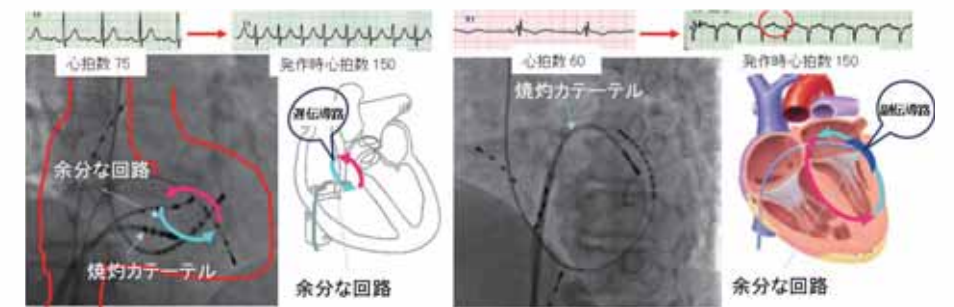 心拍数 75
発作時心拍数 150
遅伝導路
余分な回路
焼灼カテーテル
余分な回路
心拍数 60
発作時心拍数 150
焼灼カテーテル
副伝導路
余分な回路